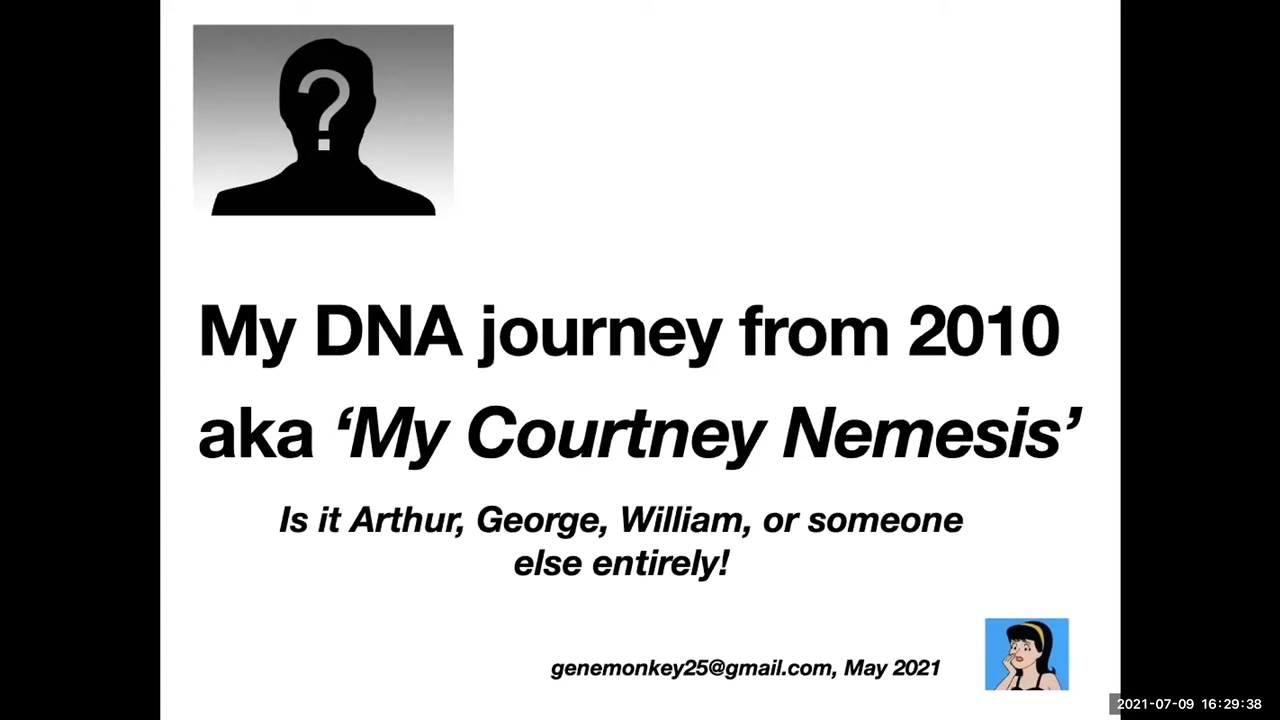 ?
My DNA journey from 2010
aka ‘My Courtney Nemesis’
Is it Arthur, George, William, or someone
else entirely!
genemonkey25@gmail.com, May 2021
2021-07-09 16:29:38